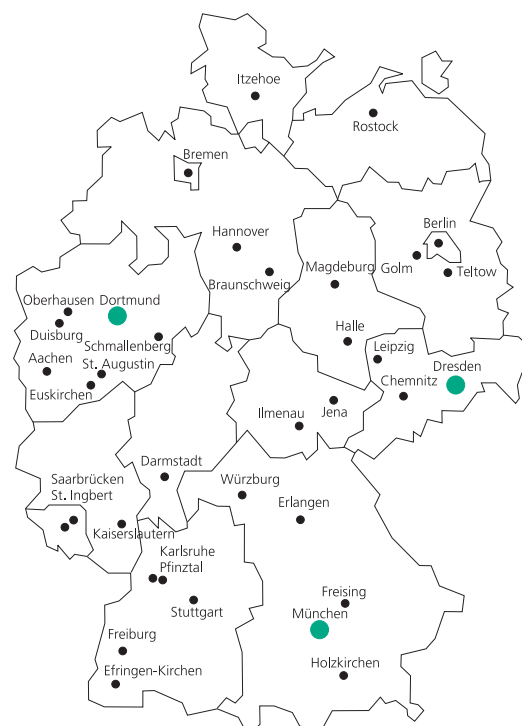 Itzehoe
Rostock
Bremen
Berlin
Hannover
Golm
Teltow
Magdeburg
Braunschweig
Oberhausen
Dortmund
Duisburg
Schmallenberg
Halle
Leipzig
Aachen
St. Augustin
Dresden
Euskirchen
Chemnitz
Ilmenau
Jena
Darmstadt
Würzburg
Saarbrücken
St. Ingbert
Erlangen
Kaiserslautern
Karlsruhe
Pfinztal
Freising
Stuttgart
München
Freiburg
Holzkirchen
Efringen-Kirchen